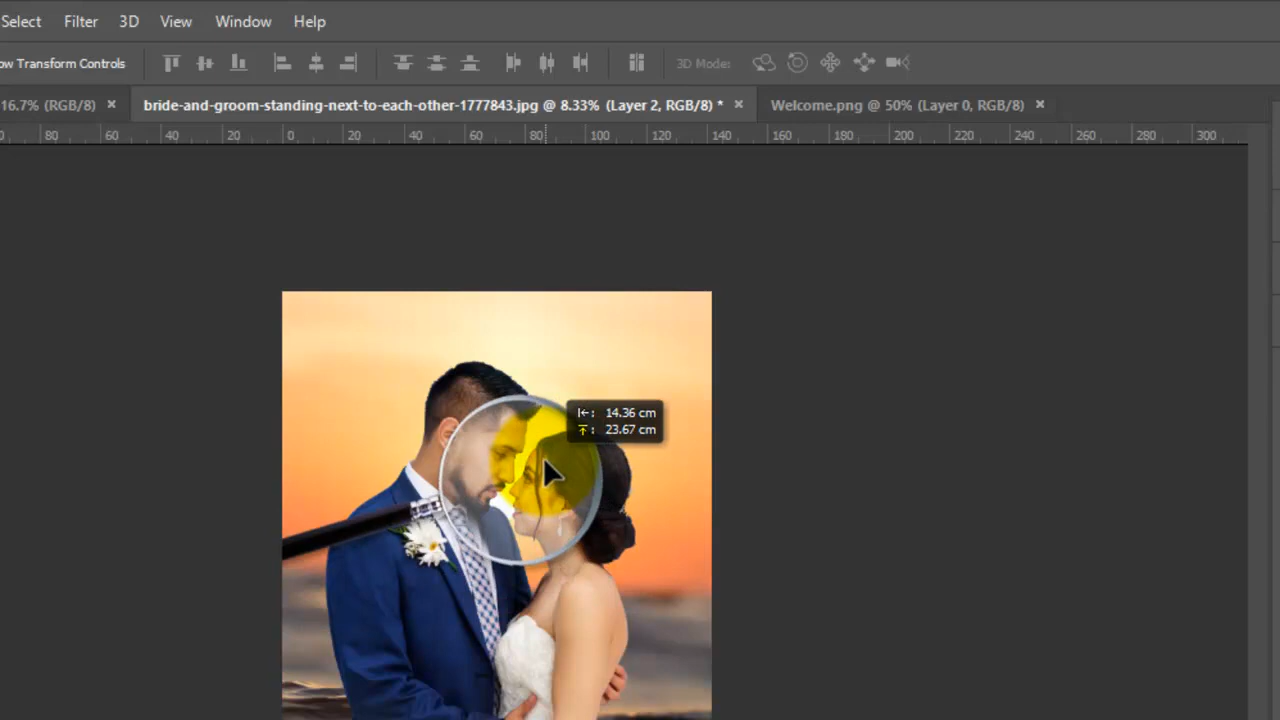 Select Filter 3D View Window Help
ow Transform Controls 3D Mode:
16.7% (RGB/8) × bride-and-groom-standing-next-to-each-other-1777843.jpg @ 8.33% (Layer 2, RGB/8) * × Welcome.png @ 50% (Layer 0, RGB/8) ×
80 60 40 20 0 20 40 60 80 100 120 140 160 180 200 220 240 260 280 300
14.36 cm
23.67 cm